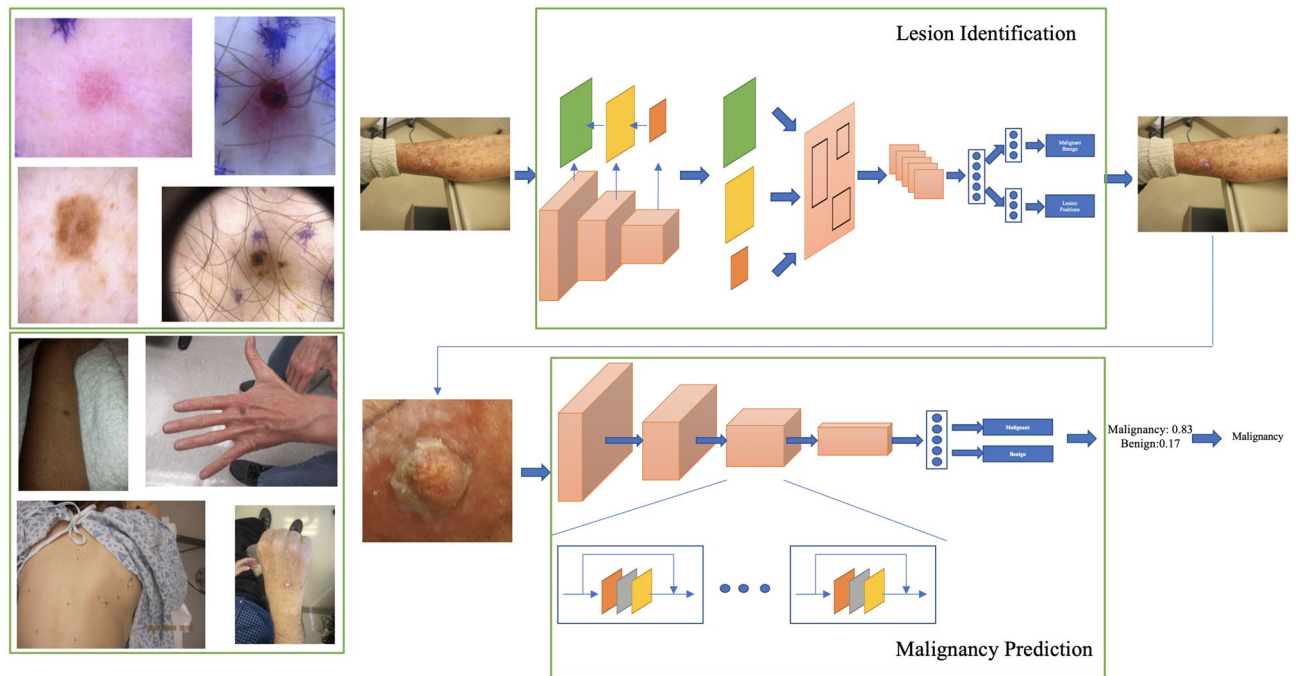 Lesion Identification
Malignant
Benign
Lesion
Positions
Malignant
Benign
Malignancy: 0.83
Benign:0.17
Malignancy
Malignancy Prediction